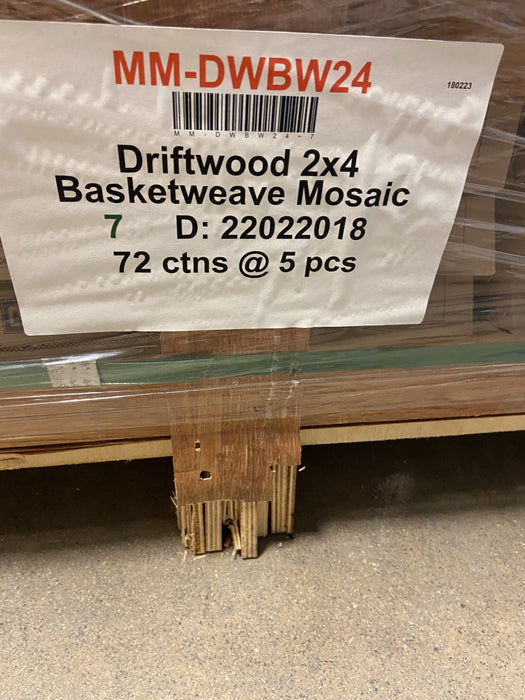 MM-DWBW24
180223
MM-DWBW24-7
Driftwood 2x4
Basketweave Mosaic
7 D: 22022018
72 ctns @ 5 pcs